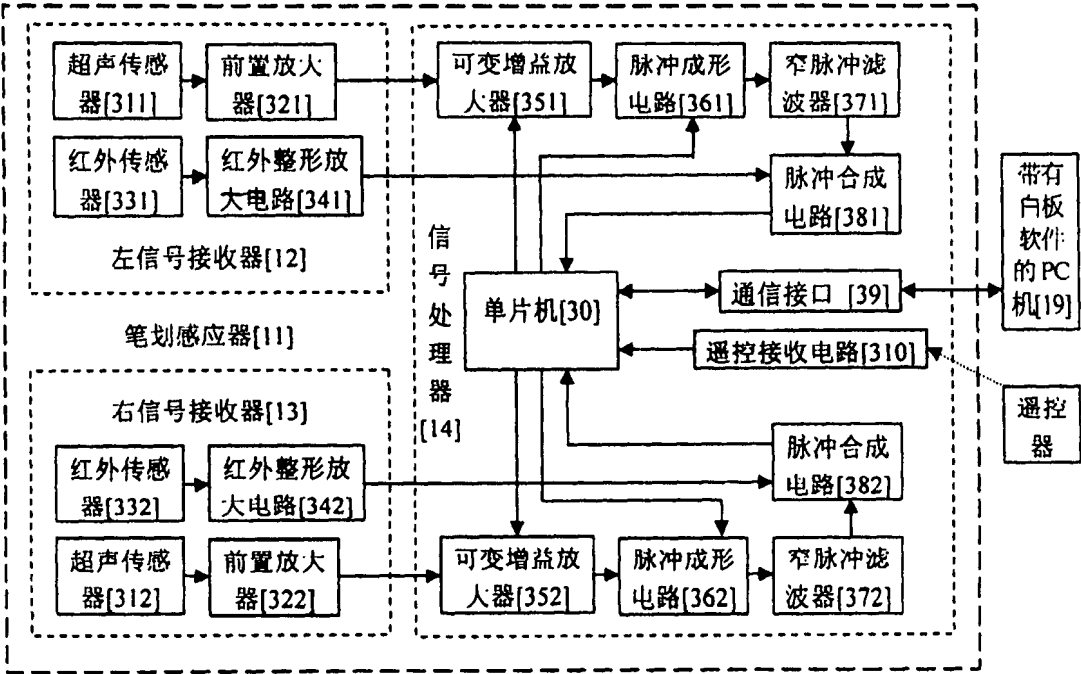 超声传感
器[311]
前置放大
器[321]
可变增益放
大器[351]
脉冲成形
电路[361]
窄脉冲滤
波器[371]
红外传感
器[331]
红外整形放
大电路[341]
脉冲合成
电路[381]
左信号接收器[12]
信
号
处
理
器
[14]
带有
白板
软件
的PC
机[19]
单片机[30]
通信接口 [39]
笔划感应器[11]
遥控接收电路[310]
右信号接收器[13]
遥控
器
红外传感
器[332]
红外整形放
大电路[342]
脉冲合成
电路[382]
超声传感
器[312]
前置放大
器[322]
可变增益放
大器[352]
脉冲成形
电路[362]
窄脉冲滤
波器[372]